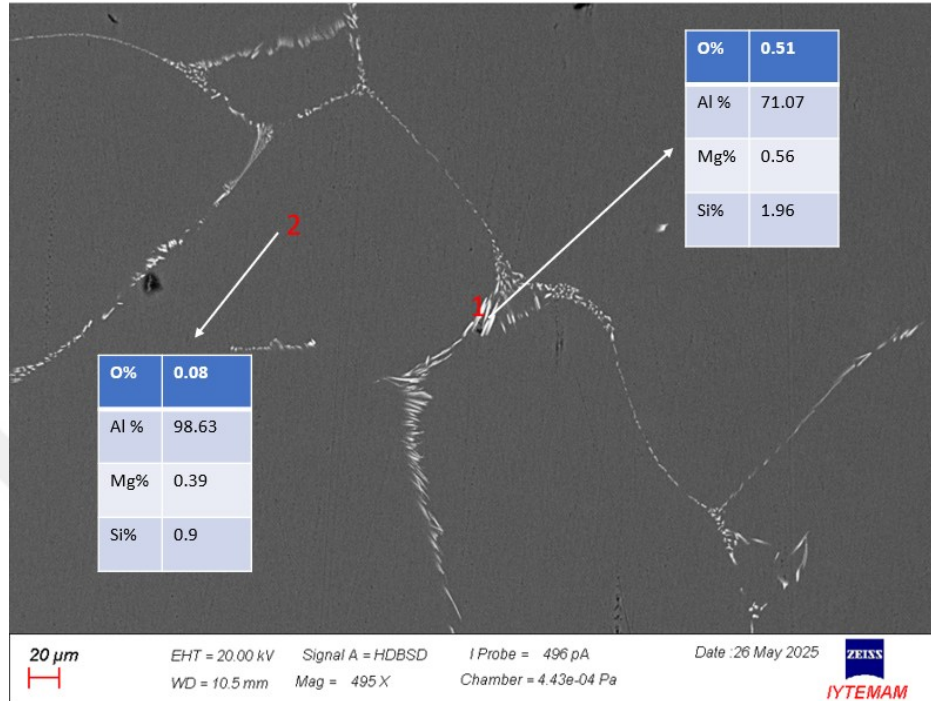 O% 0.51
Al % 71.07
Mg% 0.56
Si% 1.96
2
1
O% 0.08
Al % 98.63
Mg% 0.39
Si% 0.9
20 µm
EHT = 20.00 kV Signal A = HDBSD I Probe = 496 pA Date :26 May 2025
WD = 10.5 mm Mag = 495 X Chamber = 4.43e-04 Pa
ZEISS
IYTEMAM